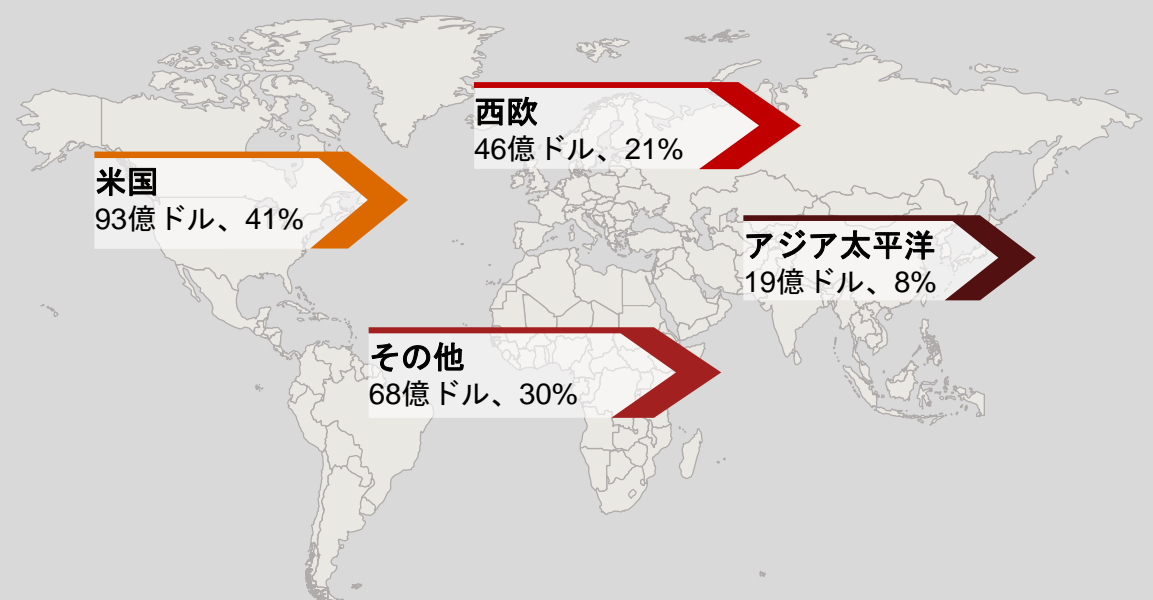 西欧
46億ドル、21%
米国
93億ドル、41%
アジア太平洋
19億ドル、8%
その他
68億ドル、30%